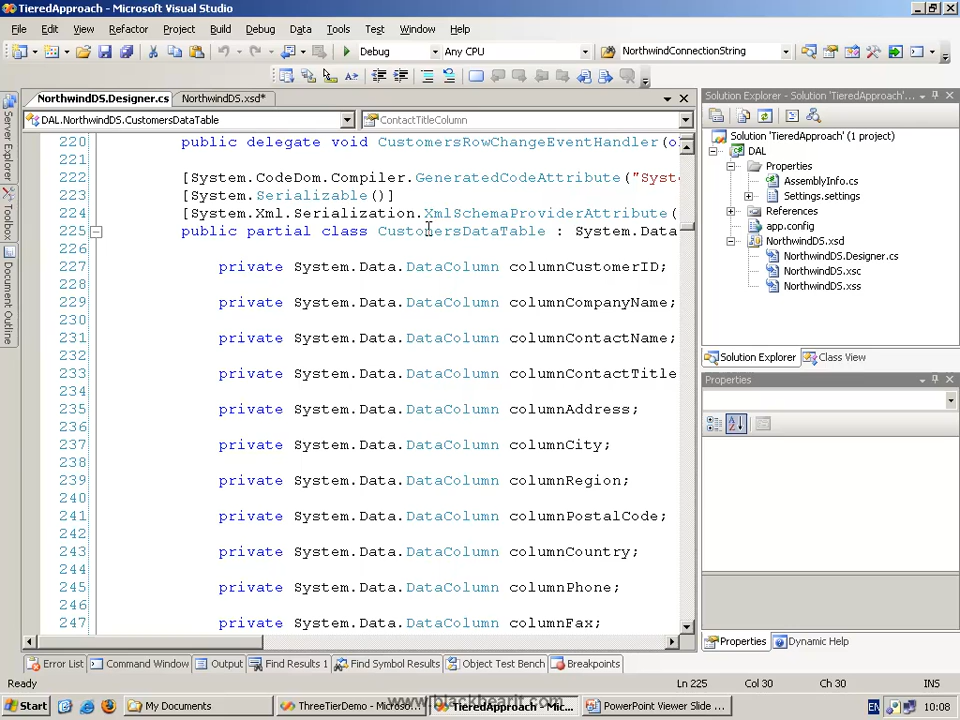 TieredApproach - Microsoft Visual Studio
File Edit View Refactor Project Build Debug Data Tools Test Window Help
Debug Any CPU NorthwindConnectionString
NorthwindDS.Designer.cs NorthwindDS.xsd*
DAL.NorthwindDS.CustomersDataTable ContactTitleColumn
220 public delegate void CustomersRowChangeEventHandler(o
221
222 [System.CodeDom.Compiler.GeneratedCodeAttribute("Syst
223 [System.Serializable()]
224 [System.Xml.Serialization.XmlSchemaProviderAttribute(
225 public partial class CustomersDataTable : System.Data
226
227 private System.Data.DataColumn columnCustomerID;
228
229 private System.Data.DataColumn columnCompanyName;
230
231 private System.Data.DataColumn columnContactName;
232
233 private System.Data.DataColumn columnContactTitle
234
235 private System.Data.DataColumn columnAddress;
236
237 private System.Data.DataColumn columnCity;
238
239 private System.Data.DataColumn columnRegion;
240
241 private System.Data.DataColumn columnPostalCode;
242
243 private System.Data.DataColumn columnCountry;
244
245 private System.Data.DataColumn columnPhone;
246
247 private System.Data.DataColumn columnFax;
Server Explorer
Toolbox
Document Outline
Solution Explorer - Solution 'TieredApproach'...
Solution 'TieredApproach' (1 project)
DAL
Properties
AssemblyInfo.cs
Settings.settings
References
app.config
NorthwindDS.xsd
NorthwindDS.Designer.cs
NorthwindDS.xsc
NorthwindDS.xss
Solution Explorer Class View
Properties
Properties Dynamic Help
Error List Command Window Output Find Results 1 Find Symbol Results Object Test Bench Breakpoints
Ready Ln 225 Col 30 Ch 30 INS
Start My Documents ThreeTierDemo - Microso... TieredApproach - Mic... PowerPoint Viewer Slide ... EN 10:08
www.blackbearit.com